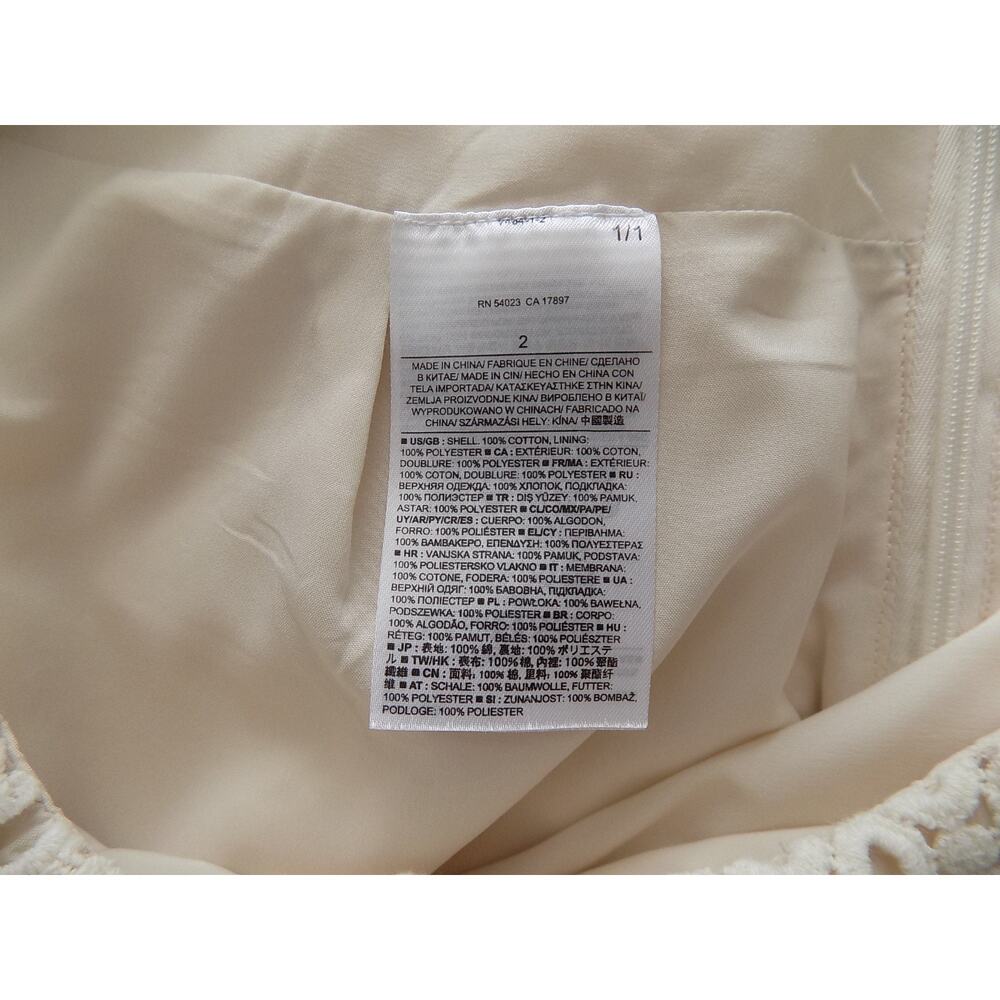 1/1
RN 54023 CA 17897
2
MADE IN CHINA/ FABRIQUE EN CHINE/ СДЕЛАНО
В КИТАЕ/ MADE IN CIN/ HECHO EN CHINA CON
TELA IMPORTADA/ ΚΑΤΑΣΚΕΥΑΣΤΗΚΕ ΣΤΗΝ ΚΙΝΑ/
ZEMLJA PROIZVODNJE KINA/ ВИРОБЛЕНО В КИТАЇ/
WYPRODUKOWANO W CHINACH/ FABRICADO NA
CHINA/ SZÁRMAZÁSI HELY: KÍNA/ 中國製造
■ US/GB : SHELL. 100% COTTON, LINING:
100% POLYESTER ■ CA : EXTÉRIEUR: 100% COTON,
DOUBLURE: 100% POLYESTER ■ FR/MA : EXTÉRIEUR:
100% COTON, DOUBLURE: 100% POLYESTER ■ RU :
ВЕРХНЯЯ ОДЕЖДА: 100% ХЛОПОК, ПОДКЛАДКА:
100% ПОЛИЭСТЕР ■ TR : DIŞ YÜZEY: 100% PAMUK,
ASTAR: 100% POLYESTER ■ CL/CO/MX/PA/PE/
UY/AR/PY/CR/ES : CUERPO: 100% ALGODON,
FORRO: 100% POLIÉSTER ■ EL/CY : ΠΕΡΙΒΛΗΜΑ:
100% ΒΑΜΒΑΚΕΡΟ, ΕΠΕΝΔΥΣΗ: 100% ΠΟΛΥΕΣΤΕΡΑΣ
■ HR : VANJSKA STRANA: 100% PAMUK, PODSTAVA:
100% POLIESTERSKO VLAKNO ■ IT : MEMBRANA:
100% COTONE, FODERA: 100% POLIESTERE ■ UA :
ВЕРХНІЙ ОДЯГ: 100% БАВОВНА, ПІДКЛАДКА:
100% ПОЛІЕСТЕР ■ PL : POWŁOKA: 100% BAWEŁNA,
PODSZEWKA: 100% POLIESTER ■ BR : CORPO:
100% ALGODÃO, FORRO: 100% POLIÉSTER ■ HU :
RÉTEG: 100% PAMUT, BÉLÉS: 100% POLIÉSZTER
■ JP : 表地: 100% 綿, 裏地: 100% ポリエステ
ル ■ TW/HK : 表布: 100% 棉, 內裡: 100% 聚酯
纖維 ■ CN : 面料: 100% 棉, 里料: 100% 聚酯纤
维 ■ AT : SCHALE: 100% BAUMWOLLE, FUTTER:
100% POLYESTER ■ SI : ZUNANJOST: 100% BOMBAŽ,
PODLOGE: 100% POLIESTER